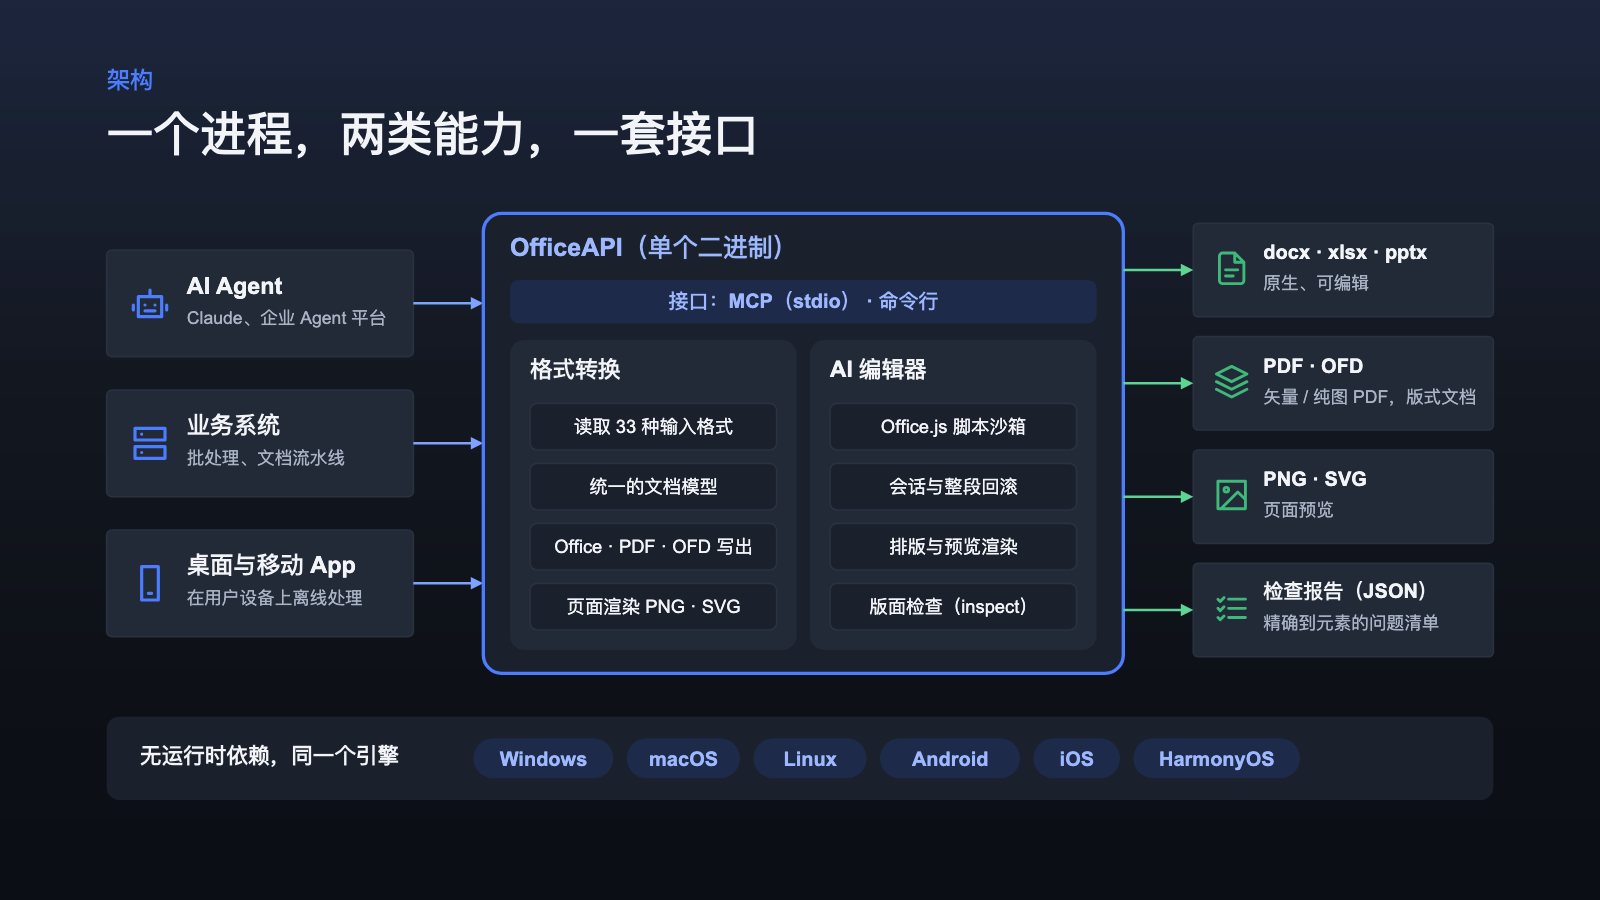 架构
一个进程，两类能力，一套接口
AI Agent
Claude、企业 Agent 平台
业务系统
批处理、文档流水线
桌面与移动 App
在用户设备上离线处理
OfficeAPI（单个二进制）
接口：MCP（stdio） · 命令行
格式转换
读取 33 种输入格式
统一的文档模型
Office · PDF · OFD 写出
页面渲染 PNG · SVG
AI 编辑器
Office.js 脚本沙箱
会话与整段回滚
排版与预览渲染
版面检查（inspect）
docx · xlsx · pptx
原生、可编辑
PDF · OFD
矢量 / 纯图 PDF，版式文档
PNG · SVG
页面预览
检查报告（JSON）
精确到元素的问题清单
无运行时依赖，同一个引擎
Windows
macOS
Linux
Android
iOS
HarmonyOS